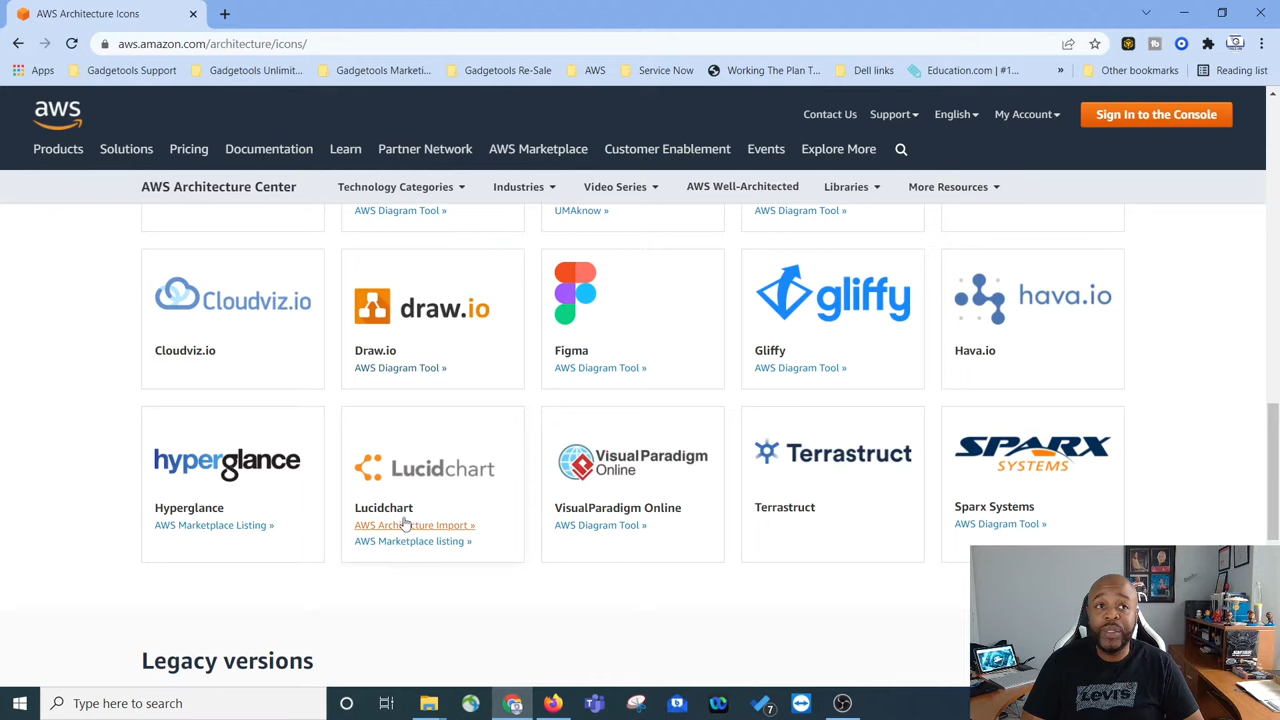 AWS Architecture Icons
aws.amazon.com/architecture/icons/
Apps
Gadgetools Support
Gadgetools Unlimit...
Gadgetools Marketi...
Gadgetools Re-Sale
AWS
Service Now
Working The Plan T...
Dell links
Education.com | #1...
»
Other bookmarks
Reading list
aws
Contact Us
Support
English
My Account
Sign In to the Console
Products
Solutions
Pricing
Documentation
Learn
Partner Network
AWS Marketplace
Customer Enablement
Events
Explore More
AWS Architecture Center
Technology Categories
Industries
Video Series
AWS Well-Architected
Libraries
More Resources
AWS Diagram Tool »
UMAknow »
AWS Diagram Tool »
Cloudviz.io
draw.io
gliffy
hava.io
Cloudviz.io
Draw.io
Figma
Gliffy
Hava.io
AWS Diagram Tool »
AWS Diagram Tool »
AWS Diagram Tool »
hyperglance
Lucidchart
VisualParadigm
Online
Terrastruct
SPARX
SYSTEMS
Hyperglance
Lucidchart
VisualParadigm Online
Terrastruct
Sparx Systems
AWS Marketplace Listing »
AWS Architecture Import »
AWS Marketplace listing »
AWS Diagram Tool »
AWS Diagram Tool »
Legacy versions
Type here to search
7
LEVI'S